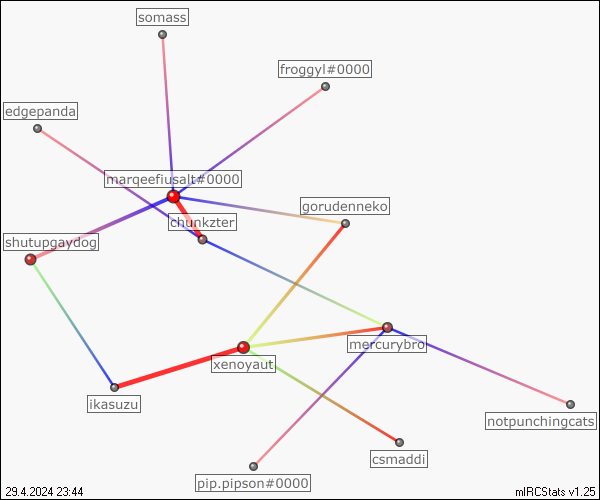 somass
froggyl#0000
edgepanda
marqeefiusalt#0000
gorudenneko
chunkzter
shutupgaydog
mercurybro
xenoyaut
ikasuzu
notpunchingcats
csmaddi
pip.pipson#0000
29.4.2024 23:44
mIRCStats v1.25